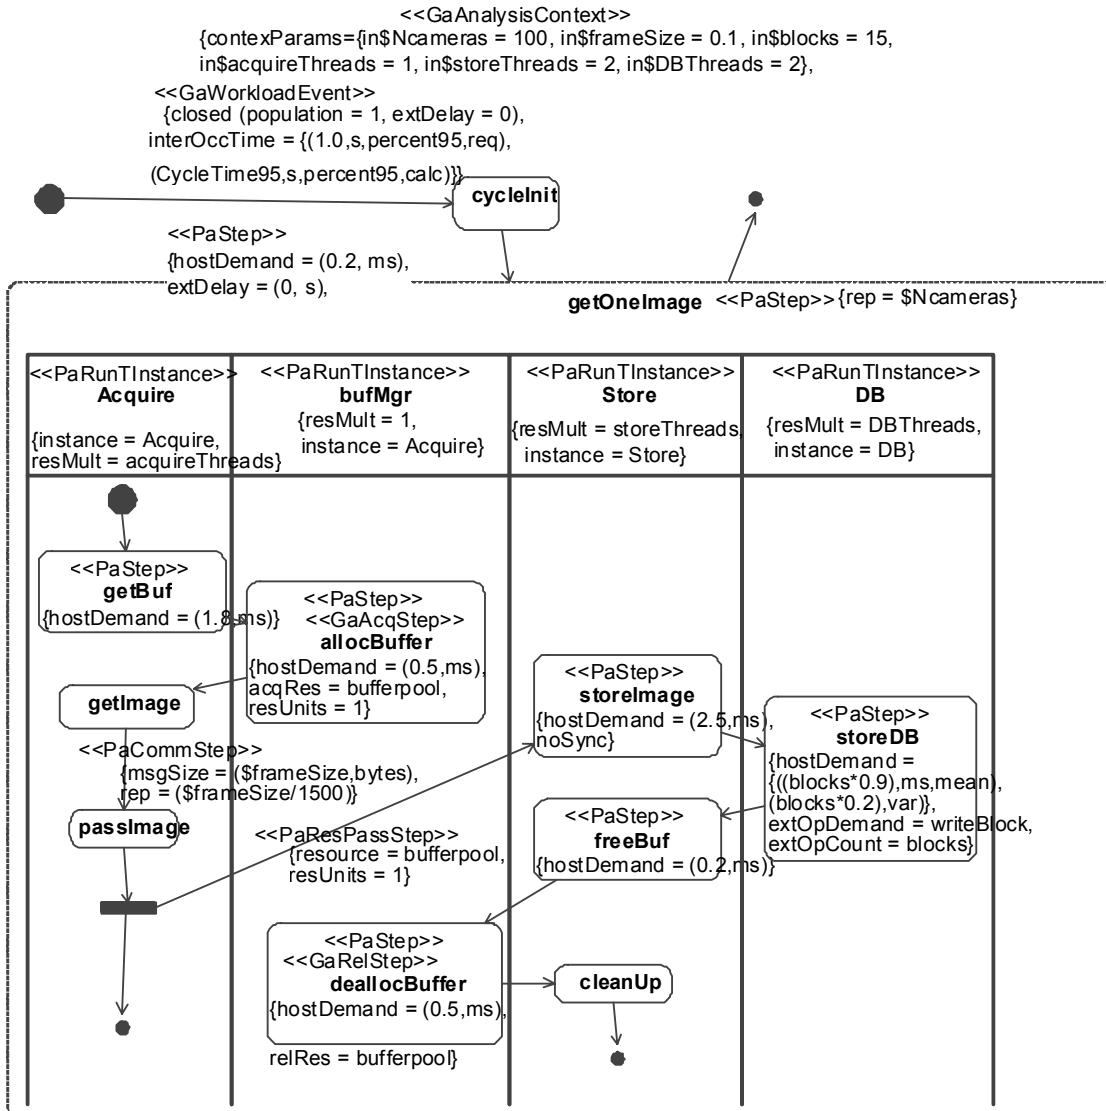 <<GaAnalysisContext>>
{contexParams={in$Ncameras = 100, in$frameSize = 0.1, in$blocks = 15,
in$acquireThreads = 1, in$storeThreads = 2, in$DBThreads = 2},
<<GaWorkloadEvent>>
{closed (population = 1, extDelay = 0),
interOccTime = {(1.0,s,percent95,req),
(CycleTime95,s,percent95,calc)}}
cycleInit
<<PaStep>>
{hostDemand = (0.2, ms),
extDelay = (0, s),
getOneImage <<PaStep>> {rep = $Ncameras}
<<PaRunTInstance>>
Acquire
{instance = Acquire,
resMult = acquireThreads}
<<PaRunTInstance>>
bufMgr
{resMult = 1,
instance = Acquire}
<<PaRunTInstance>>
Store
{resMult = storeThreads,
instance = Store}
<<PaRunTInstance>>
DB
{resMult = DBThreads,
instance = DB}
<<PaStep>>
getBuf
{hostDemand = (1.8,ms)}
<<PaStep>>
<<GaAcqStep>>
allocBuffer
{hostDemand = (0.5,ms),
acqRes = bufferpool,
resUnits = 1}
getImage
<<PaCommStep>>
{msgSize = ($frameSize,bytes),
rep = ($frameSize/1500)}
passImage
<<PaStep>>
storeImage
{hostDemand = (2.5,ms),
noSync}
<<PaStep>>
storeDB
{hostDemand =
{((blocks*0.9),ms,mean),
(blocks*0.2),var)},
extOpDemand = writeBlock,
extOpCount = blocks}
<<PaResPassStep>>
{resource = bufferpool,
resUnits = 1}
<<PaStep>>
freeBuf
{hostDemand = (0.2,ms)}
<<PaStep>>
<<GaRelStep>>
deallocBuffer
{hostDemand = (0.5,ms),
relRes = bufferpool}
cleanUp